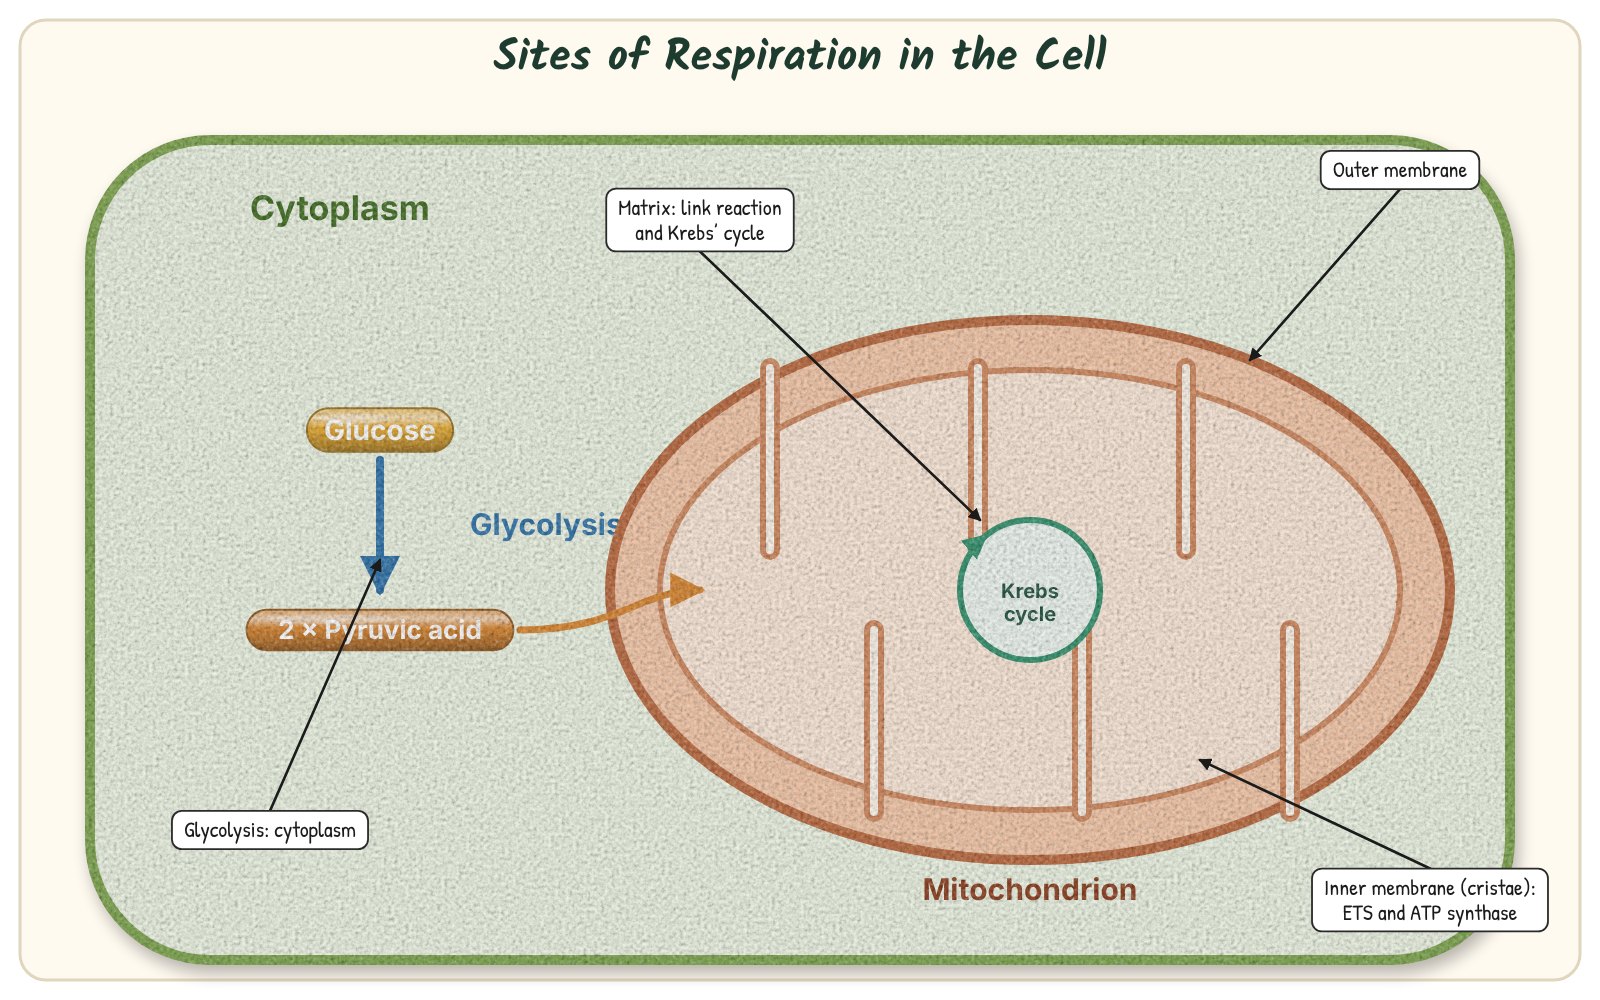 Sites of Respiration in the Cell
Outer membrane
Cytoplasm
Matrix: link reaction
and Krebs' cycle
Glucose
Glycolysis
2 × Pyruvic acid
Krebs
cycle
Glycolysis: cytoplasm
Mitochondrion
Inner membrane (cristae):
ETS and ATP synthase